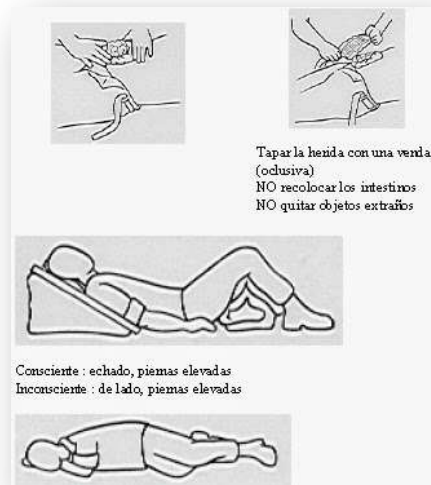 Tapar la herida con una venda
(oclusiva)
NO recolocar los intestinos
NO quitar objetos extraños
Consciente : echado, piernas elevadas
Inconsciente : de lado, piernas elevadas